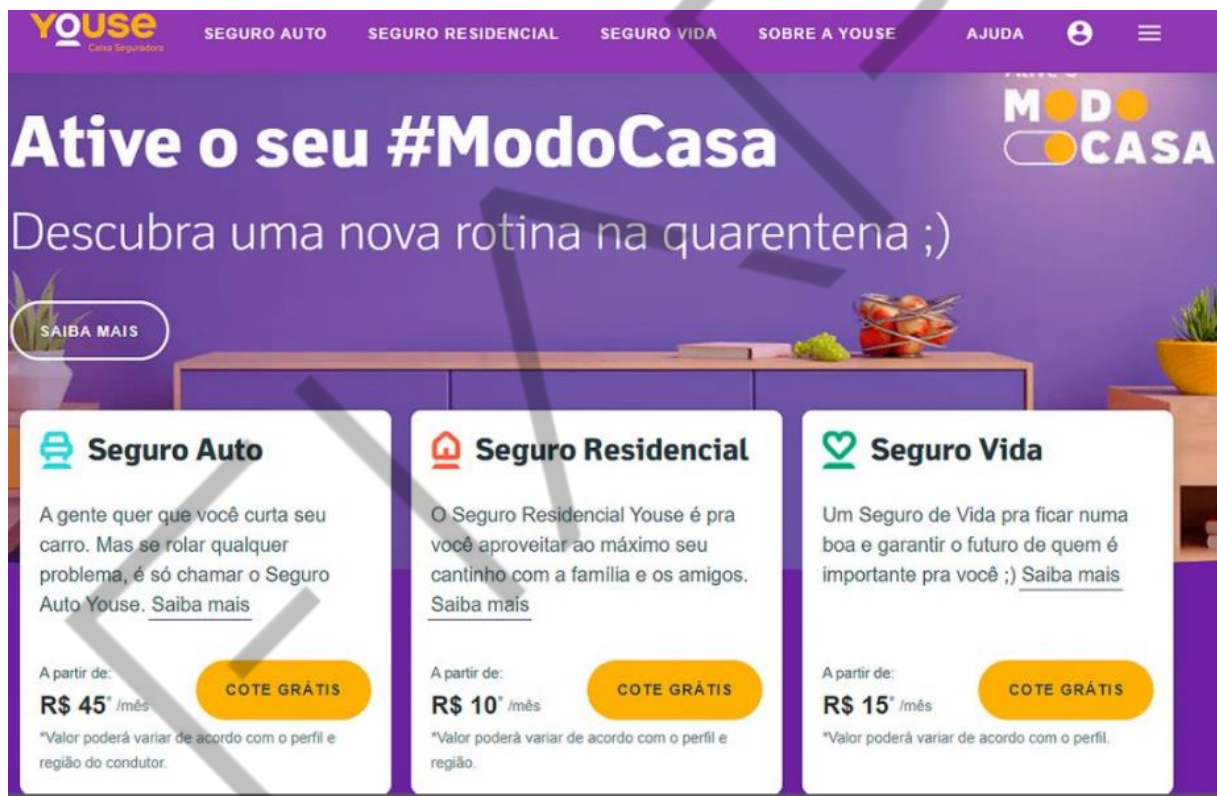 Youse
Caixa Seguradora
SEGURO AUTO
SEGURO RESIDENCIAL
SEGURO VIDA
SOBRE A YOUSE
AJUDA
Ative o seu #ModoCasa
Descubra uma nova rotina na quarentena ;)
SAIBA MAIS
MODO
CASA
Seguro Auto
A gente quer que você curta seu
carro. Mas se rolar qualquer
problema, é só chamar o Seguro
Auto Youse. Saiba mais
A partir de:
R$ 45* /mês
COTE GRÁTIS
*Valor poderá variar de acordo com o perfil e
região do condutor.
Seguro Residencial
O Seguro Residencial Youse é pra
você aproveitar ao máximo seu
cantinho com a família e os amigos.
Saiba mais
A partir de:
R$ 10* /mês
COTE GRÁTIS
*Valor poderá variar de acordo com o perfil e
região.
Seguro Vida
Um Seguro de Vida pra ficar numa
boa e garantir o futuro de quem é
importante pra você ;) Saiba mais
A partir de:
R$ 15* /mês
COTE GRÁTIS
*Valor poderá variar de acordo com o perfil.